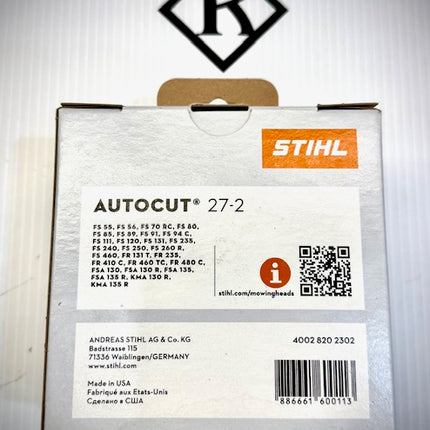 R
STIHL
AUTOCUT® 27-2
FS 55, FS 56, FS 70 RC, FS 80,
FS 85, FS 89, FS 91, FS 94 C,
FS 111, FS 120, FS 131, FS 235,
FS 240, FS 250, FS 260 R,
FS 460, FR 131 T, FR 235,
FR 410 C, FR 460 TC, FR 480 C,
FSA 130, FSA 130 R, FSA 135,
FSA 135 R, KMA 130 R,
KMA 135 R
i
stihl.com/mowingheads
ANDREAS STIHL AG & Co. KG
Badstrasse 115
71336 Waiblingen/GERMANY
www.stihl.com
4002 820 2302
Made in USA
Fabriqué aux Etats-Unis
Сделано в США
886661 600113